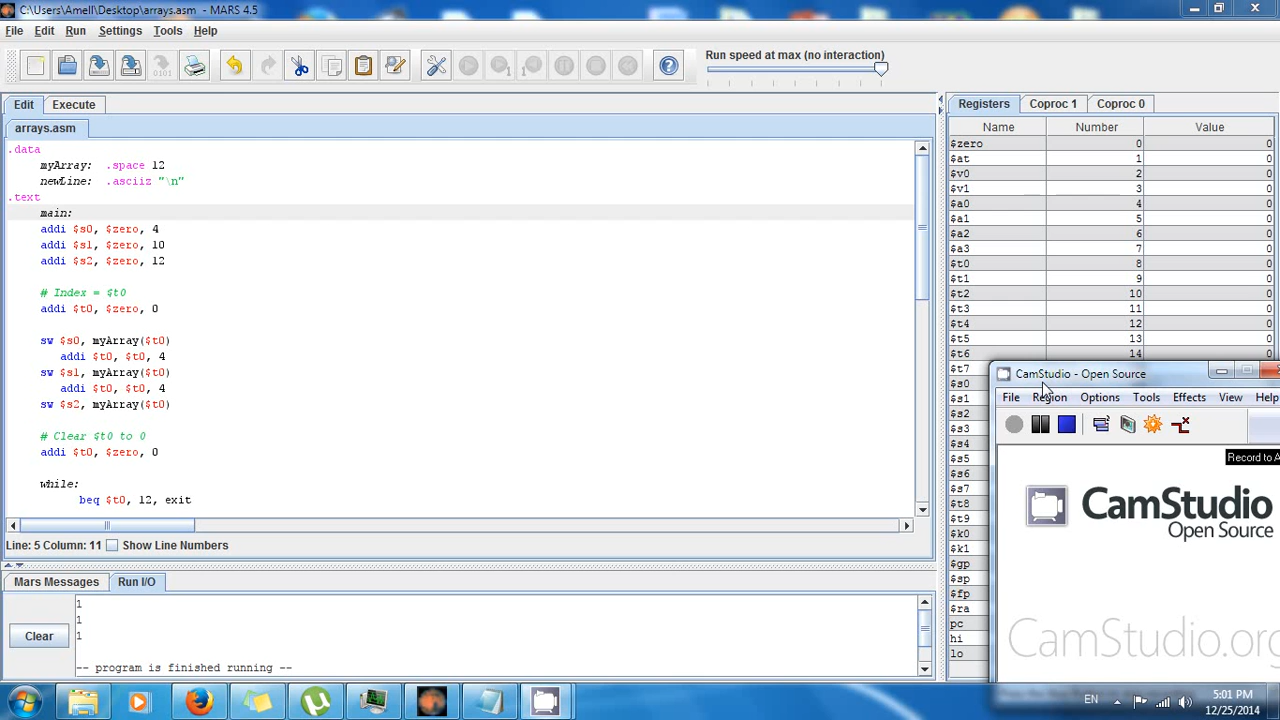 C:\Users\Amell\Desktop\arrays.asm - MARS 4.5
File Edit Run Settings Tools Help
Run speed at max (no interaction)
Edit Execute
arrays.asm
.data
myArray: .space 12
newLine: .asciiz "\n"
.text
main:
addi $s0, $zero, 4
addi $s1, $zero, 10
addi $s2, $zero, 12
# Index = $t0
addi $t0, $zero, 0
sw $s0, myArray($t0)
addi $t0, $t0, 4
sw $s1, myArray($t0)
addi $t0, $t0, 4
sw $s2, myArray($t0)
# Clear $t0 to 0
addi $t0, $zero, 0
while:
beq $t0, 12, exit
Line: 5 Column: 11 Show Line Numbers
Mars Messages Run I/O
1
1
1
Clear
-- program is finished running --
Registers Coproc 1 Coproc 0
Name Number Value
$zero 0 0
$at 1 0
$v0 2 0
$v1 3 0
$a0 4 0
$a1 5 0
$a2 6 0
$a3 7 0
$t0 8 0
$t1 9 0
$t2 10 0
$t3 11 0
$t4 12 0
$t5 13 0
$t6 14 0
$t7
$s0
$s1
$s2
$s3
$s4
$s5
$s6
$s7
$t8
$t9
$k0
$k1
$gp
$sp
$fp
$ra
pc
hi
lo
CamStudio - Open Source
File Region Options Tools Effects View Help
Record to A
CamStudio
Open Source
CamStudio.org
EN
5:01 PM
12/25/2014